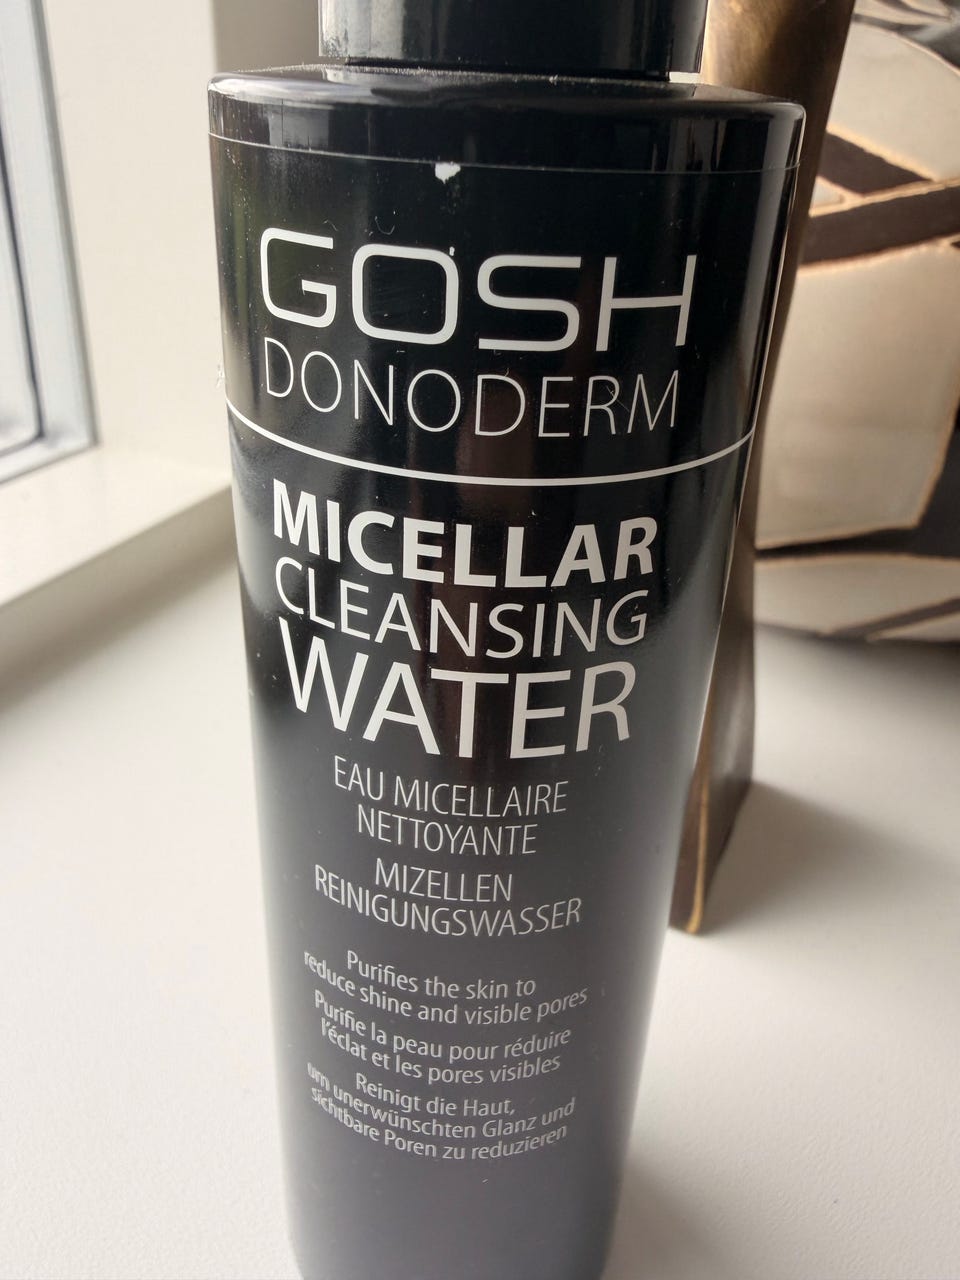 GOSH
DONODERM
MICELLAR
CLEANSING
WATER
EAU MICELLAIRE
NETTOYANTE
MIZELLEN
REINIGUNGSWASSER
Purifies the skin to
reduce shine and visible pores
Purifie la peau pour réduire
l'éclat et les pores visibles
Reinigt die Haut,
um unerwünschten Glanz und
sichtbare Poren zu reduzieren